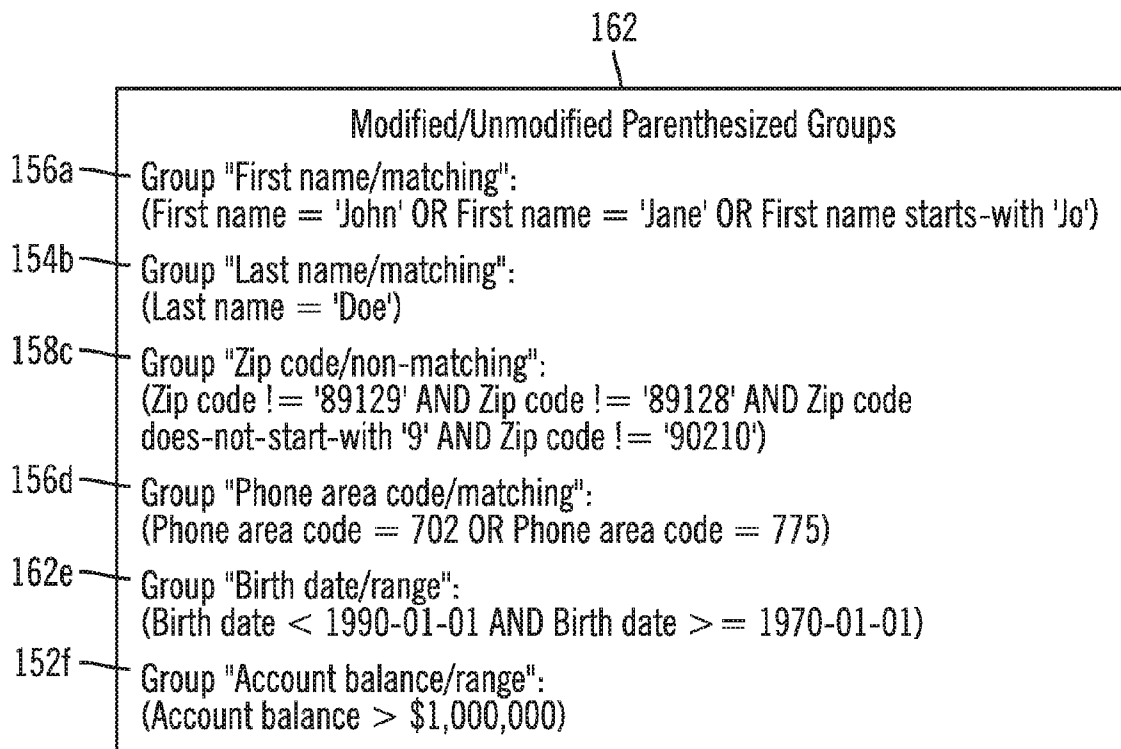 162
Modified/Unmodified Parenthesized Groups
156a
Group "First name/matching":
(First name = 'John' OR First name = 'Jane' OR First name starts-with 'Jo')
154b
Group "Last name/matching":
(Last name = 'Doe')
158c
Group "Zip code/non-matching":
(Zip code != '89129' AND Zip code != '89128' AND Zip code
does-not-start-with '9' AND Zip code != '90210')
156d
Group "Phone area code/matching":
(Phone area code = 702 OR Phone area code = 775)
162e
Group "Birth date/range":
(Birth date < 1990-01-01 AND Birth date >= 1970-01-01)
152f
Group "Account balance/range":
(Account balance > $1,000,000)